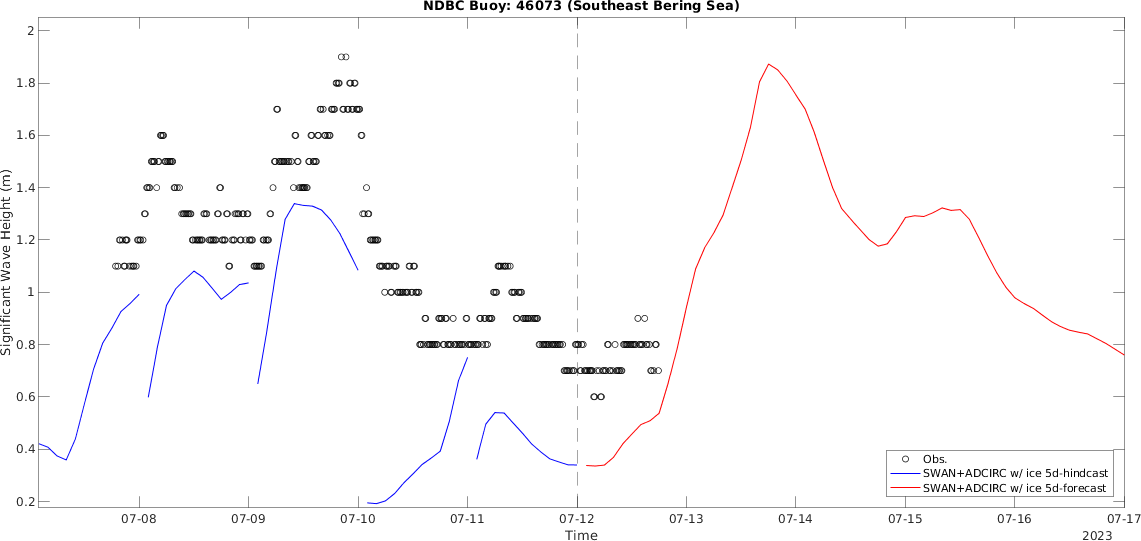 NDBC Buoy: 46073 (Southeast Bering Sea)
Significant Wave Height (m)
2
1.8
1.6
1.4
1.2
1
0.8
0.6
0.4
0.2
Obs.
SWAN+ADCIRC w/ ice 5d-hindcast
SWAN+ADCIRC w/ ice 5d-forecast
07-08 07-09 07-10 07-11 07-12 07-13 07-14 07-15 07-16 07-17
Time
2023